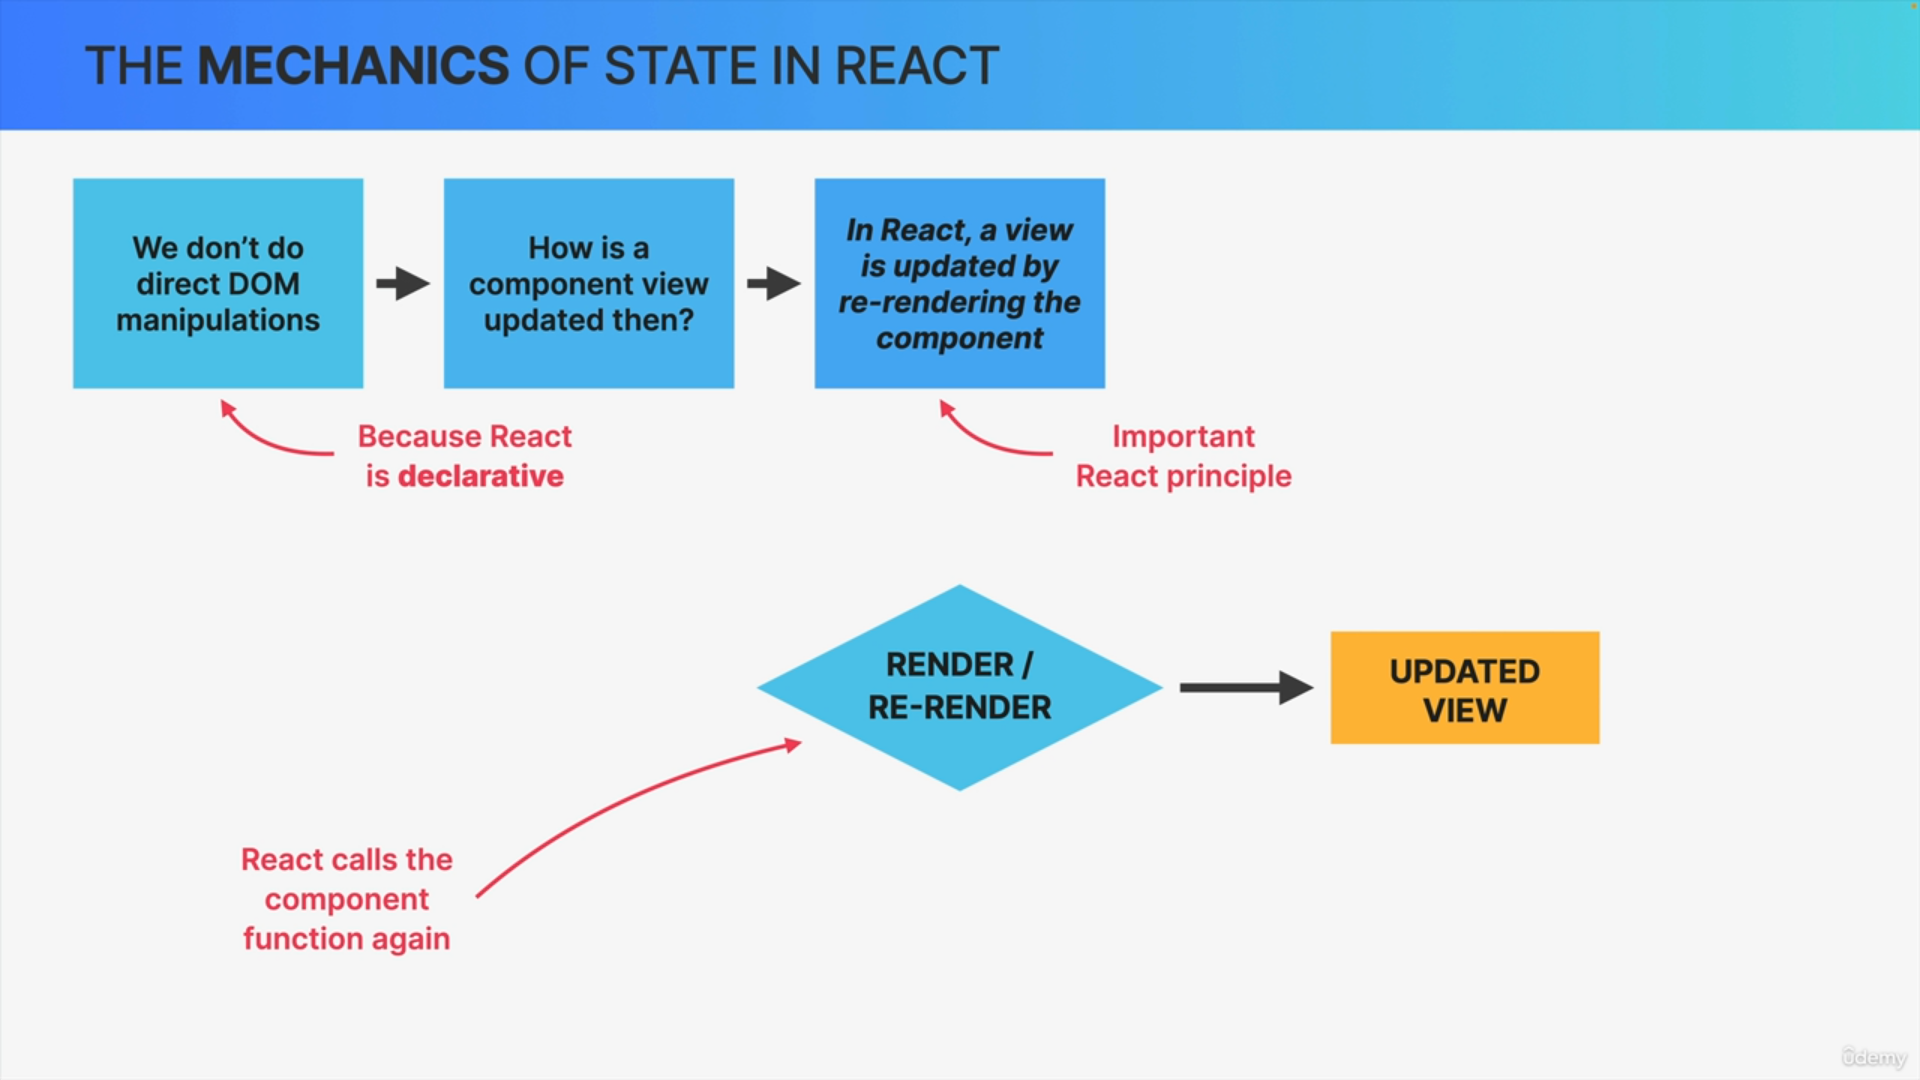 THE MECHANICS OF STATE IN REACT
We don’t do
direct DOM
manipulations
How is a
component view
updated then?
In React, a view
is updated by
re-rendering the
component
Because React
is declarative
Important
React principle
RENDER /
RE-RENDER
UPDATED
VIEW
React calls the
component
function again
ûdemy